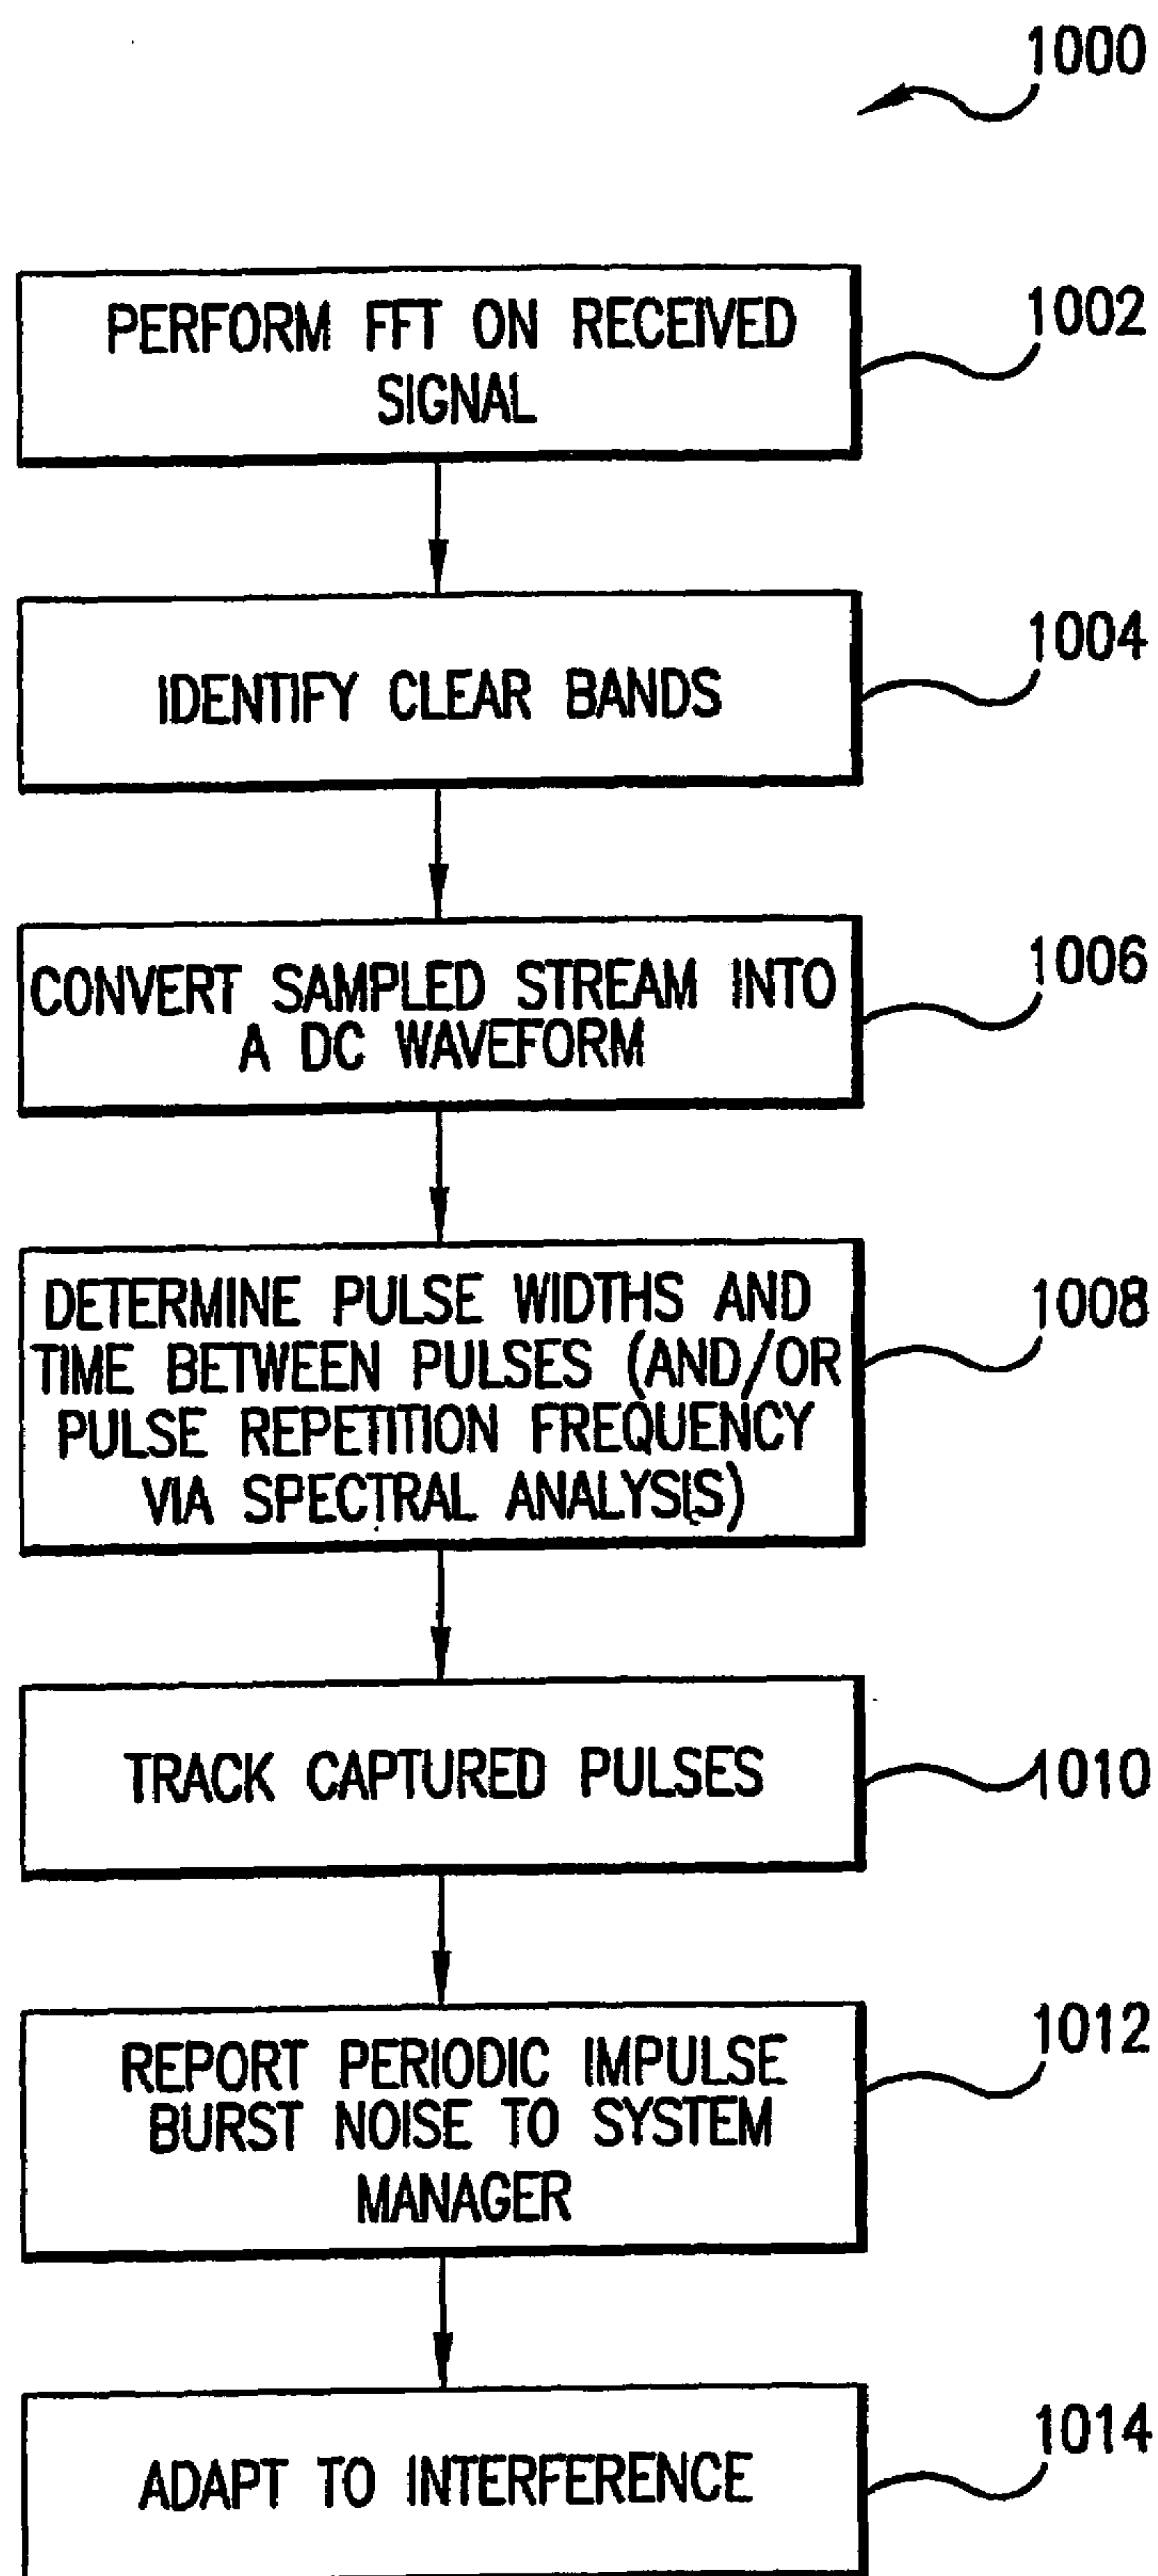 1000
PERFORM FFT ON RECEIVED
SIGNAL
1002
IDENTIFY CLEAR BANDS
1004
CONVERT SAMPLED STREAM INTO
A DC WAVEFORM
1006
DETERMINE PULSE WIDTHS AND
TIME BETWEEN PULSES (AND/OR
PULSE REPETITION FREQUENCY
VIA SPECTRAL ANALYSIS)
1008
TRACK CAPTURED PULSES
1010
REPORT PERIODIC IMPULSE
BURST NOISE TO SYSTEM
MANAGER
1012
ADAPT TO INTERFERENCE
1014